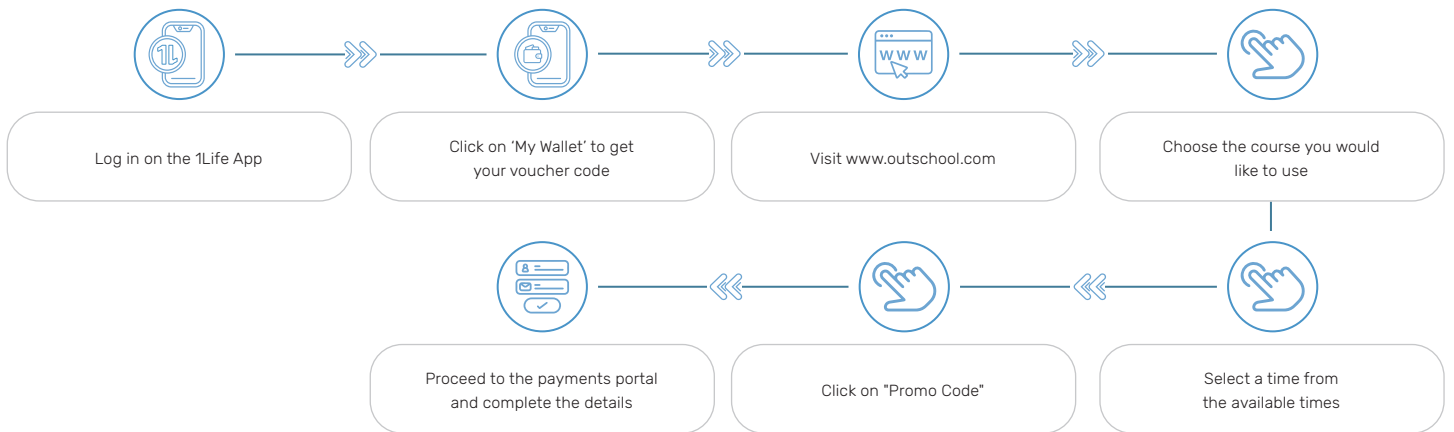 1L
WWW
Log in on the 1Life App
Click on ‘My Wallet’ to get
your voucher code
Visit www.outschool.com
Choose the course you would
like to use
Select a time from
the available times
Click on "Promo Code"
Proceed to the payments portal
and complete the details